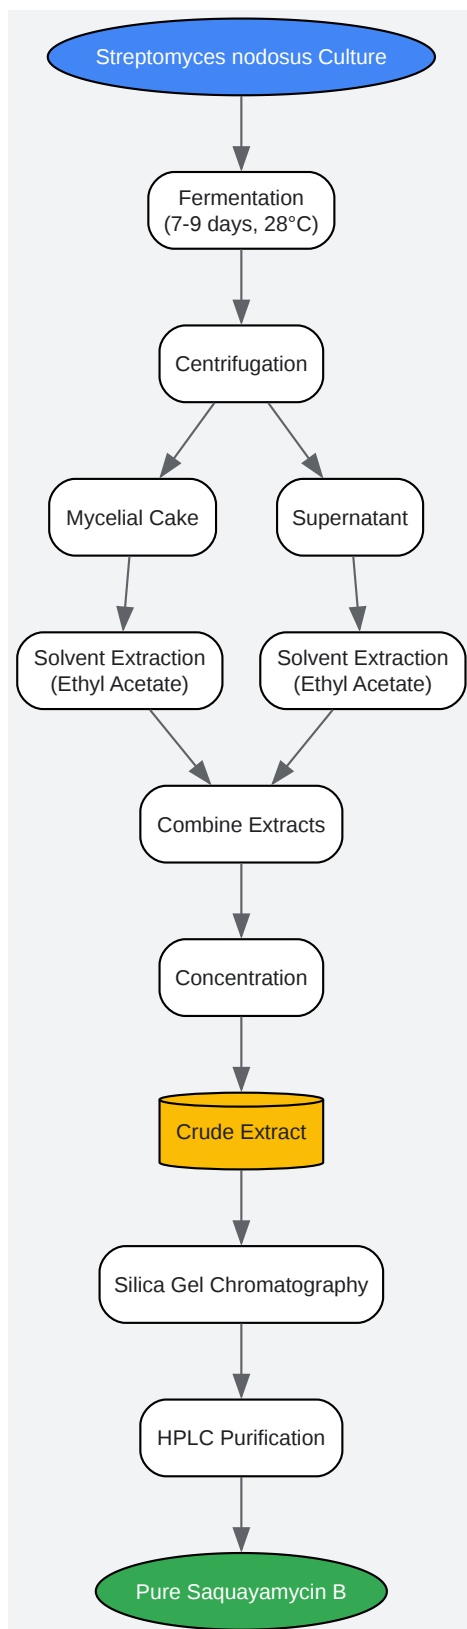 Streptomyces nodosus Culture
Fermentation
(7-9 days, 28°C)
Centrifugation
Mycelial Cake
Supernatant
Solvent Extraction
(Ethyl Acetate)
Solvent Extraction
(Ethyl Acetate)
Combine Extracts
Concentration
Crude Extract
Silica Gel Chromatography
HPLC Purification
Pure Saquayamycin B